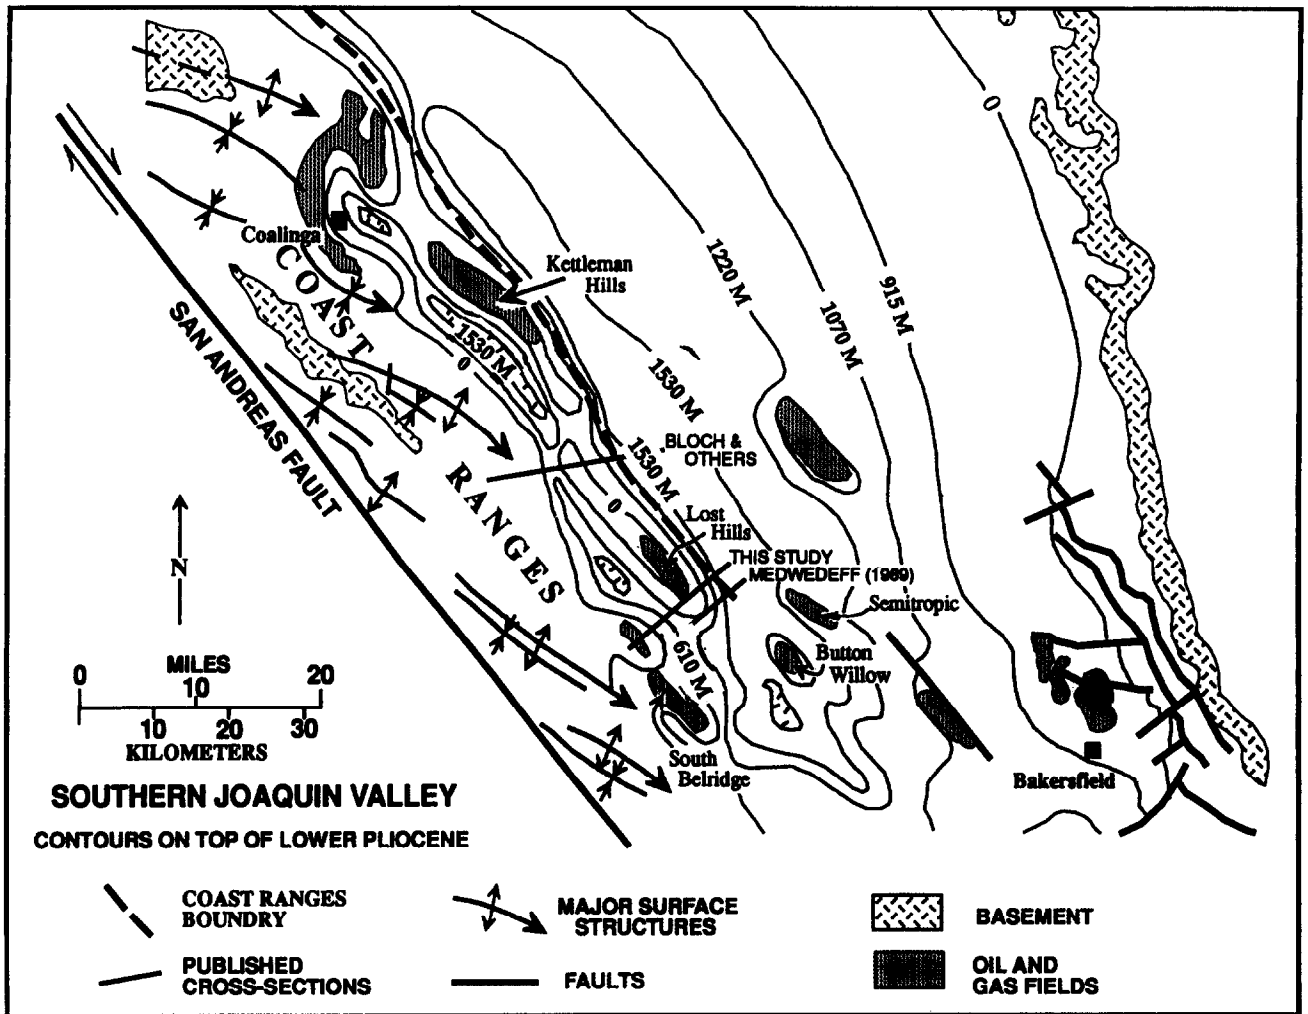 0
Coalinga
COAST
RANGES
Kettleman
Hills
1220 M
915 M
1070 M
SAN ANDREAS FAULT
1530 M
0
1530 M
1530 M
BLOCH &
OTHERS
0
Lost
Hills
THIS STUDY
MEDWEDEFF (1989)
Semitropic
N
610 M
Button
Willow
South
Belridge
Bakersfield
MILES
0 10 20
10 20 30
KILOMETERS
SOUTHERN JOAQUIN VALLEY
CONTOURS ON TOP OF LOWER PLIOCENE
COAST RANGES
BOUNDRY
MAJOR SURFACE
STRUCTURES
BASEMENT
PUBLISHED
CROSS-SECTIONS
FAULTS
OIL AND
GAS FIELDS